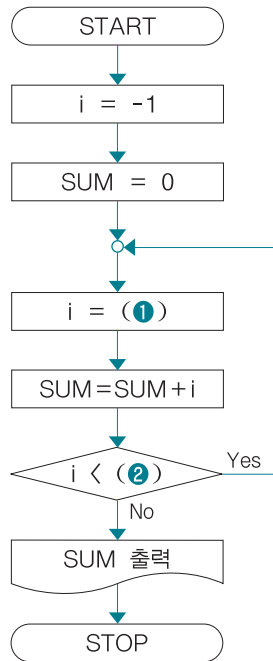 START
i = -1
SUM = 0
i = (❶)
SUM=SUM+i
i < (❷)
Yes
No
SUM 출력
STOP